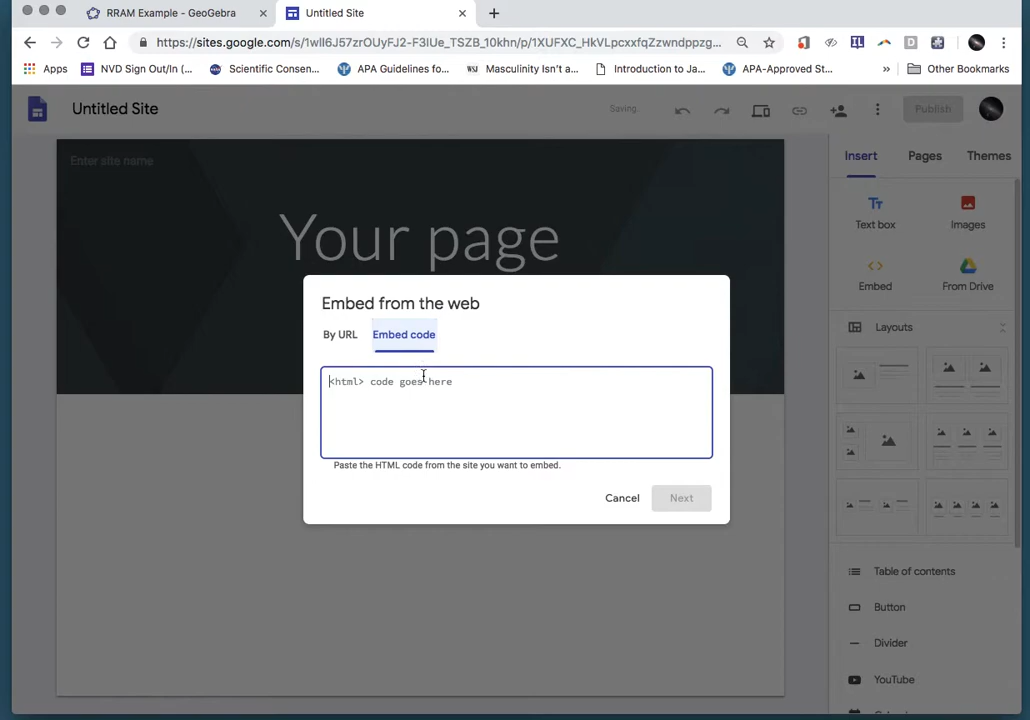 RRAM Example - GeoGebra
Untitled Site
https://sites.google.com/s/1wIl6J57zrOUyFJ2-F3IUe_TSZB_10khn/p/1XUFXC_HkVLpcxxfqZzwndppzg...
Apps
NVD Sign Out/In (...
Scientific Consen...
APA Guidelines fo...
WSJ
Masculinity Isn't a...
Introduction to Ja...
APA-Approved St...
»
Other Bookmarks
Untitled Site
Saving...
Publish
Enter site name
Your page
Insert
Pages
Themes
Tt
Text box
Images
<>
Embed
From Drive
Layouts
Embed from the web
By URL
Embed code
<html> code goes here
Paste the HTML code from the site you want to embed.
Cancel
Next
Table of contents
Button
Divider
YouTube